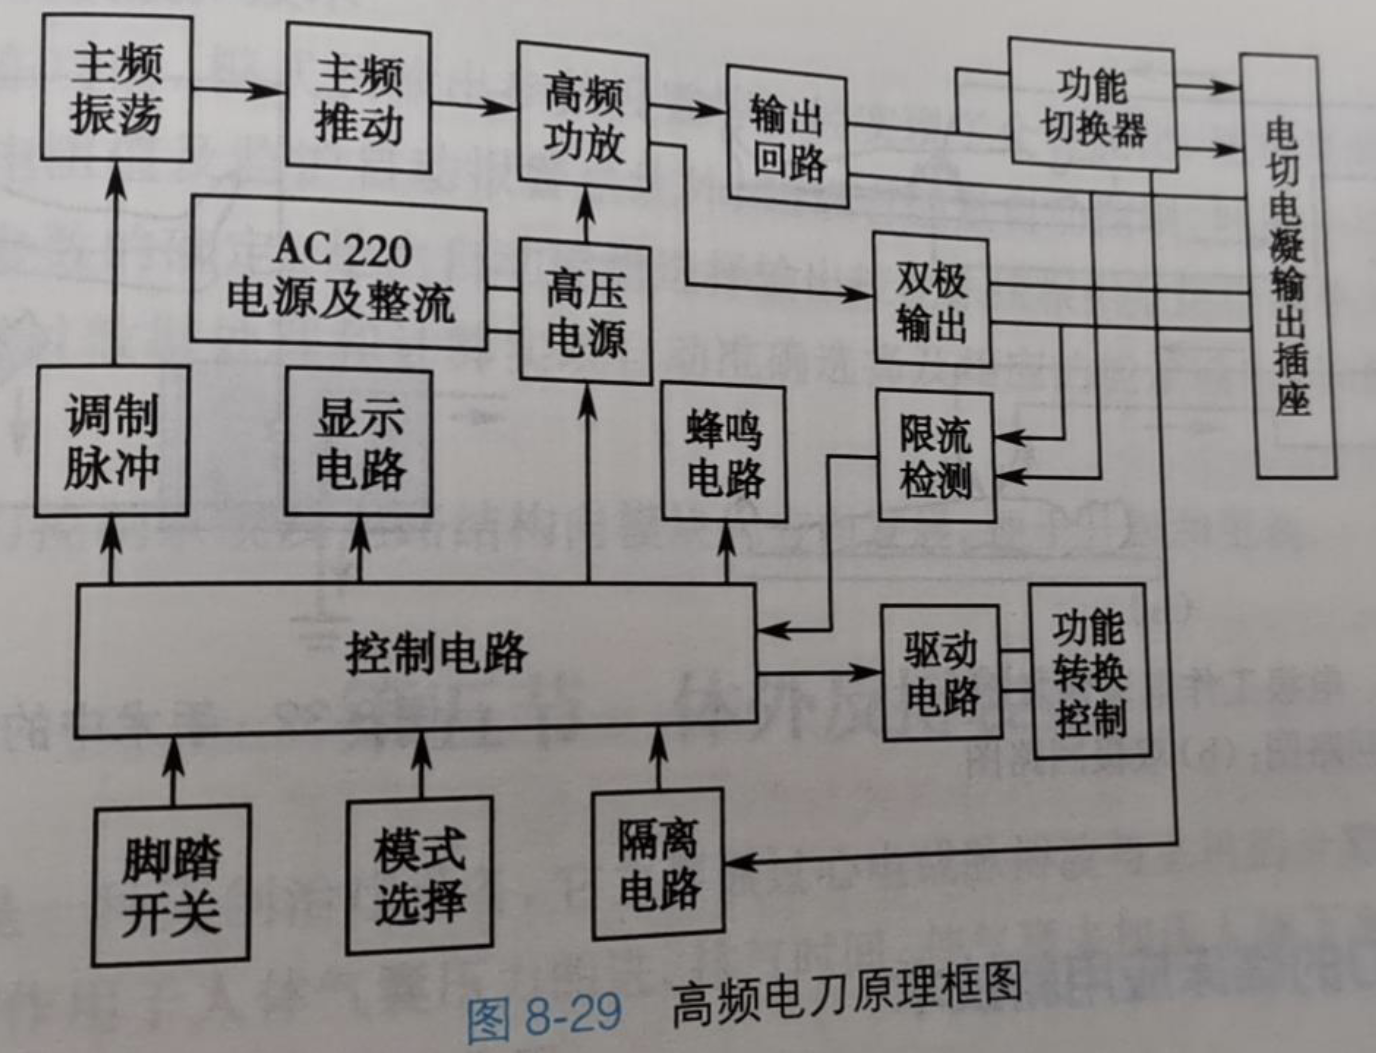 主频
振荡
主频
推动
高频
功放
输出
回路
功能
切换器
电切电凝输出插座
AC 220
电源及整流
高压
电源
双极
输出
调制
脉冲
显示
电路
蜂鸣
电路
限流
检测
控制电路
驱动
电路
功能
转换
控制
脚踏
开关
模式
选择
隔离
电路
图 8-29 高频电刀原理框图